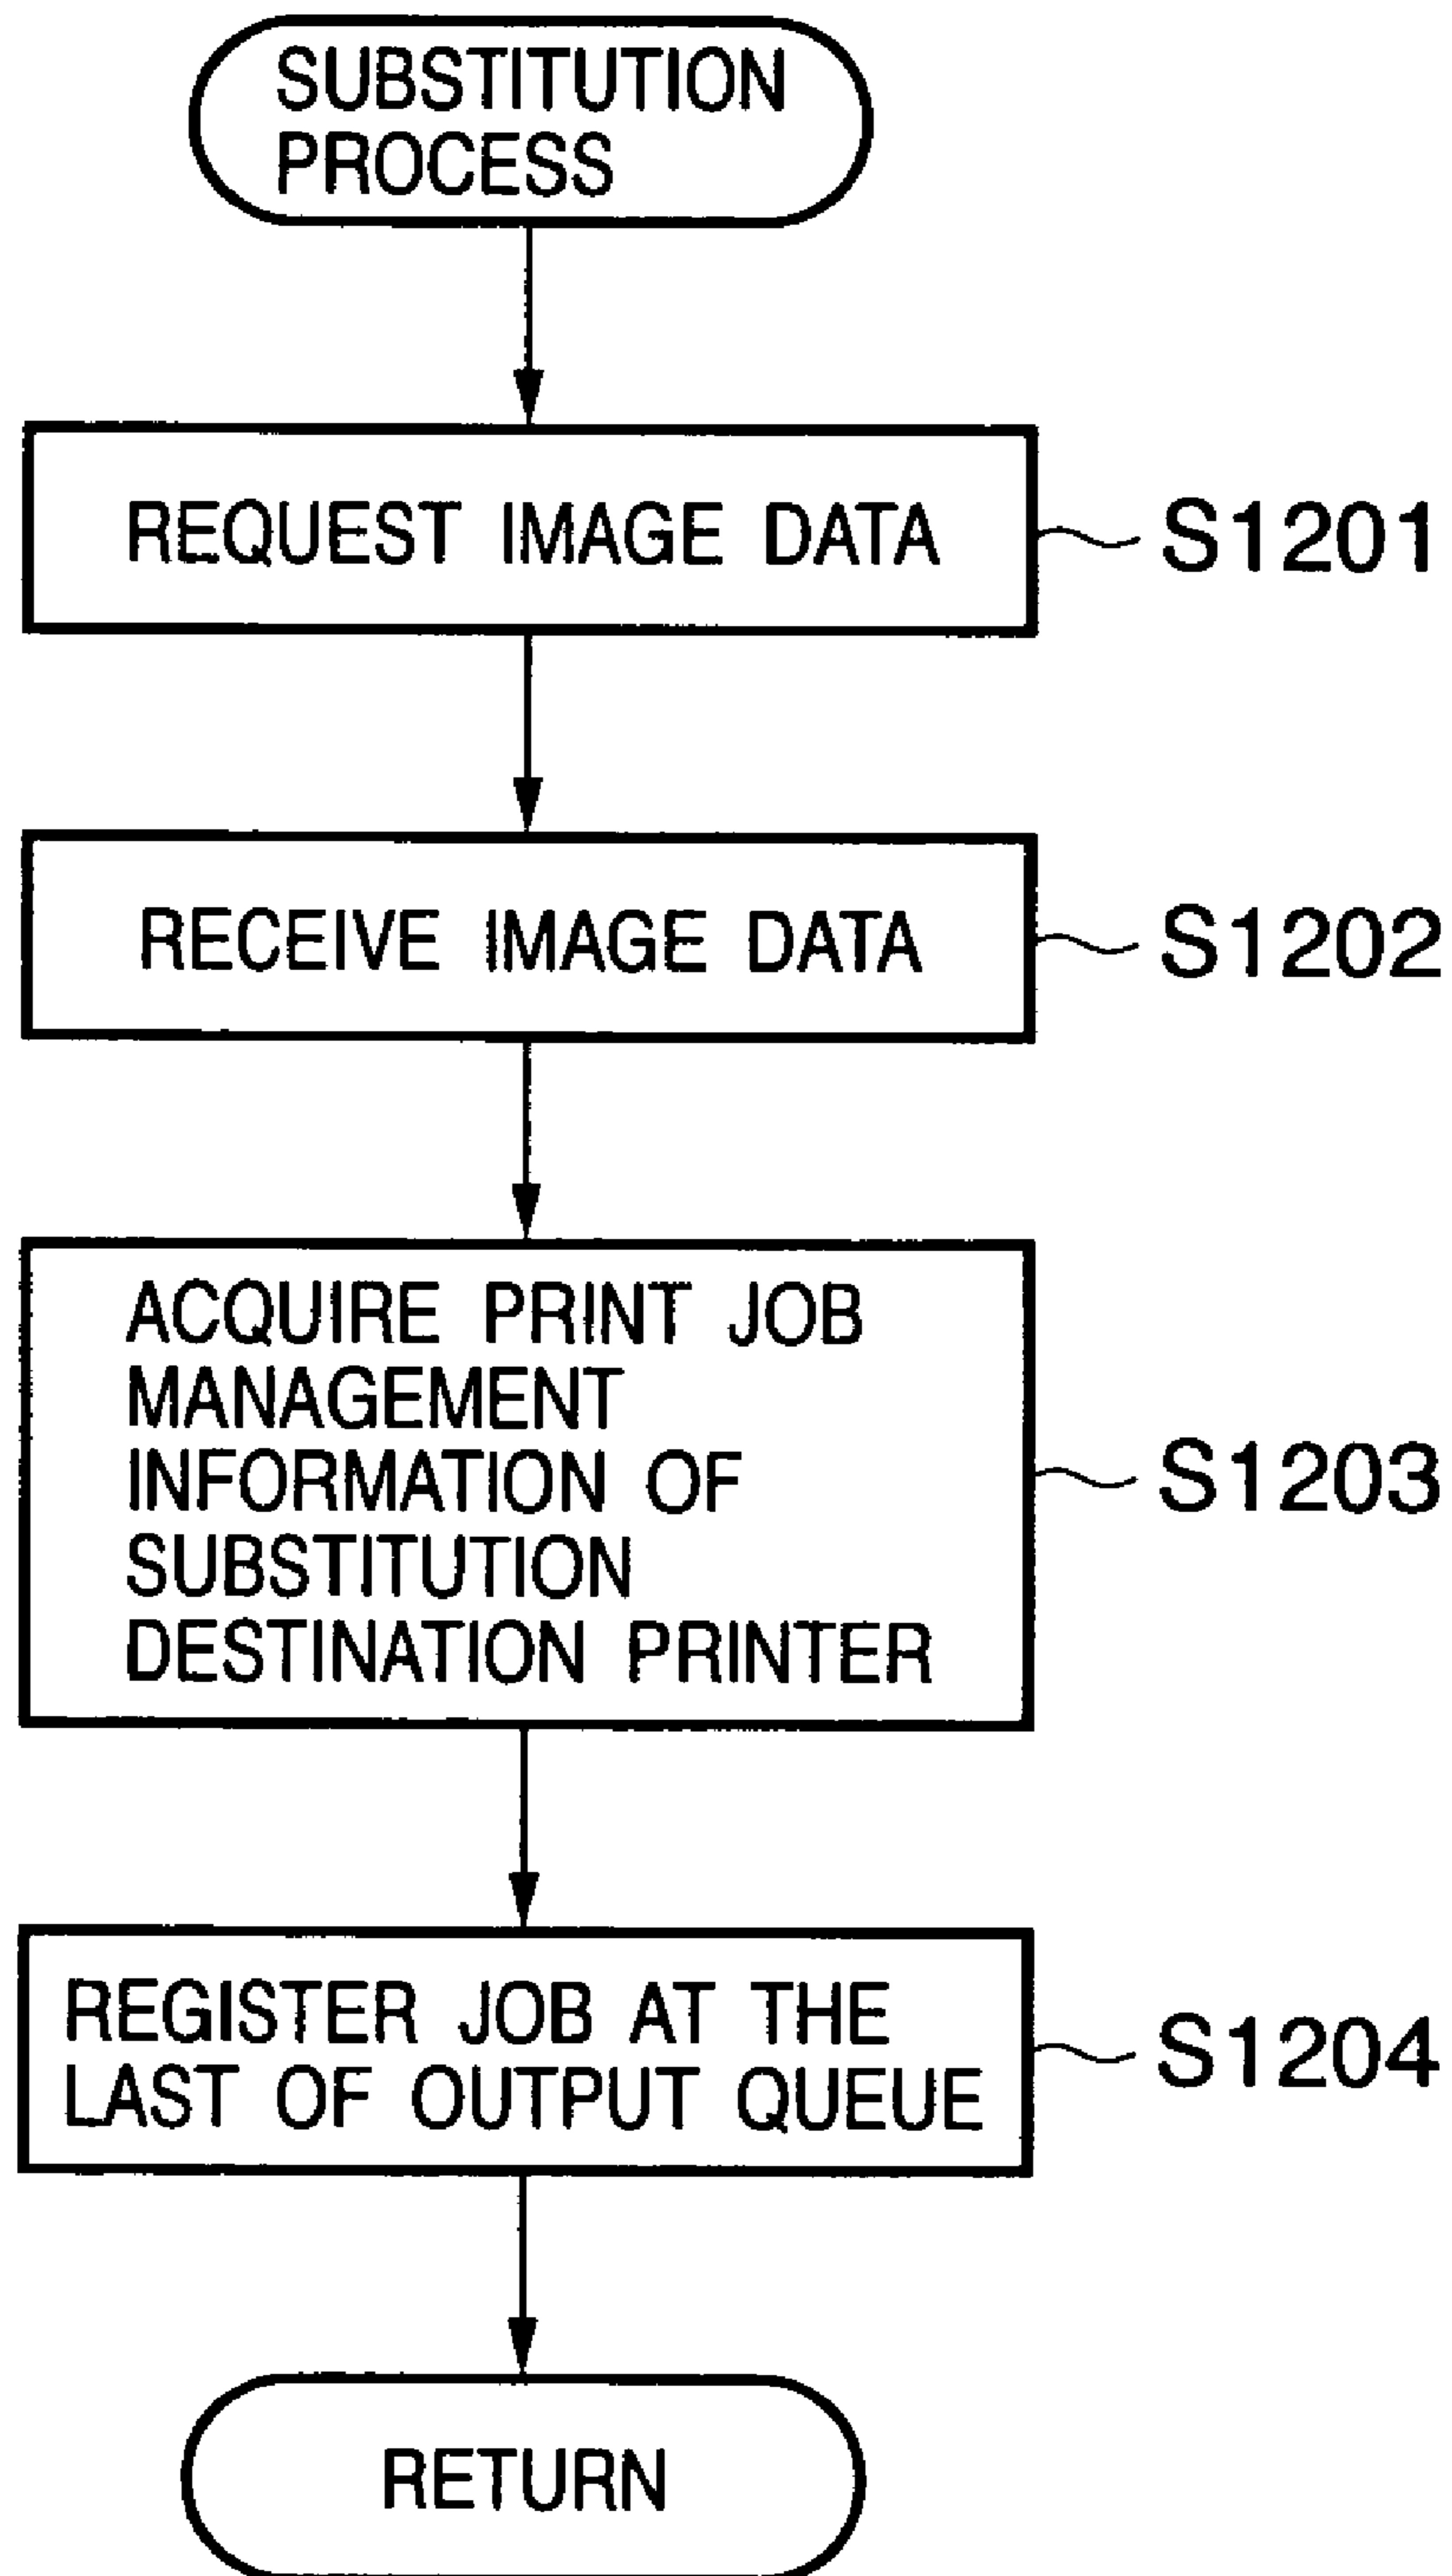 SUBSTITUTION
PROCESS
REQUEST IMAGE DATA
S1201
RECEIVE IMAGE DATA
S1202
ACQUIRE PRINT JOB
MANAGEMENT
INFORMATION OF
SUBSTITUTION
DESTINATION PRINTER
S1203
REGISTER JOB AT THE
LAST OF OUTPUT QUEUE
S1204
RETURN